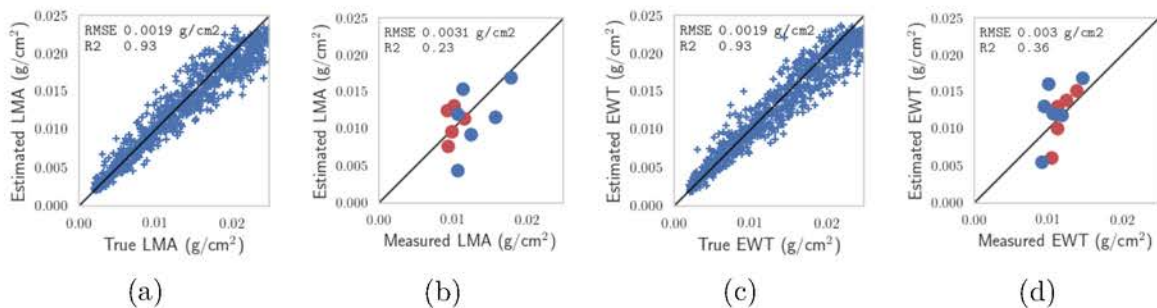 RMSE 0.0019 g/cm2
R2 0.93
0.025
0.020
0.015
0.010
0.005
0.000
Estimated LMA (g/cm²)
0.00 0.01 0.02
True LMA (g/cm²)
(a)
RMSE 0.0031 g/cm2
R2 0.23
0.025
0.020
0.015
0.010
0.005
0.000
Estimated LMA (g/cm²)
0.00 0.01 0.02
Measured LMA (g/cm²)
(b)
RMSE 0.0019 g/cm2
R2 0.93
0.025
0.020
0.015
0.010
0.005
0.000
Estimated EWT (g/cm²)
0.00 0.01 0.02
True EWT (g/cm²)
(c)
RMSE 0.003 g/cm2
R2 0.36
0.025
0.020
0.015
0.010
0.005
0.000
Estimated EWT (g/cm²)
0.00 0.01 0.02
Measured EWT (g/cm²)
(d)